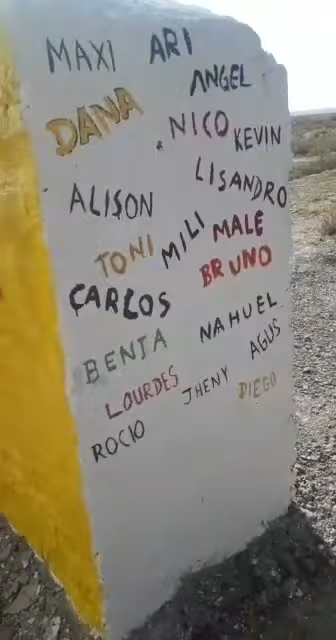 MAXI ARI
ANGEL
DANA
NICO KEVIN
LISANDRO
ALISON
MALE
TONI MILI
BRUNO
CARLOS
NAHUEL
BENJA AGUS
LOURDES JHENY DIEGO
ROCIO